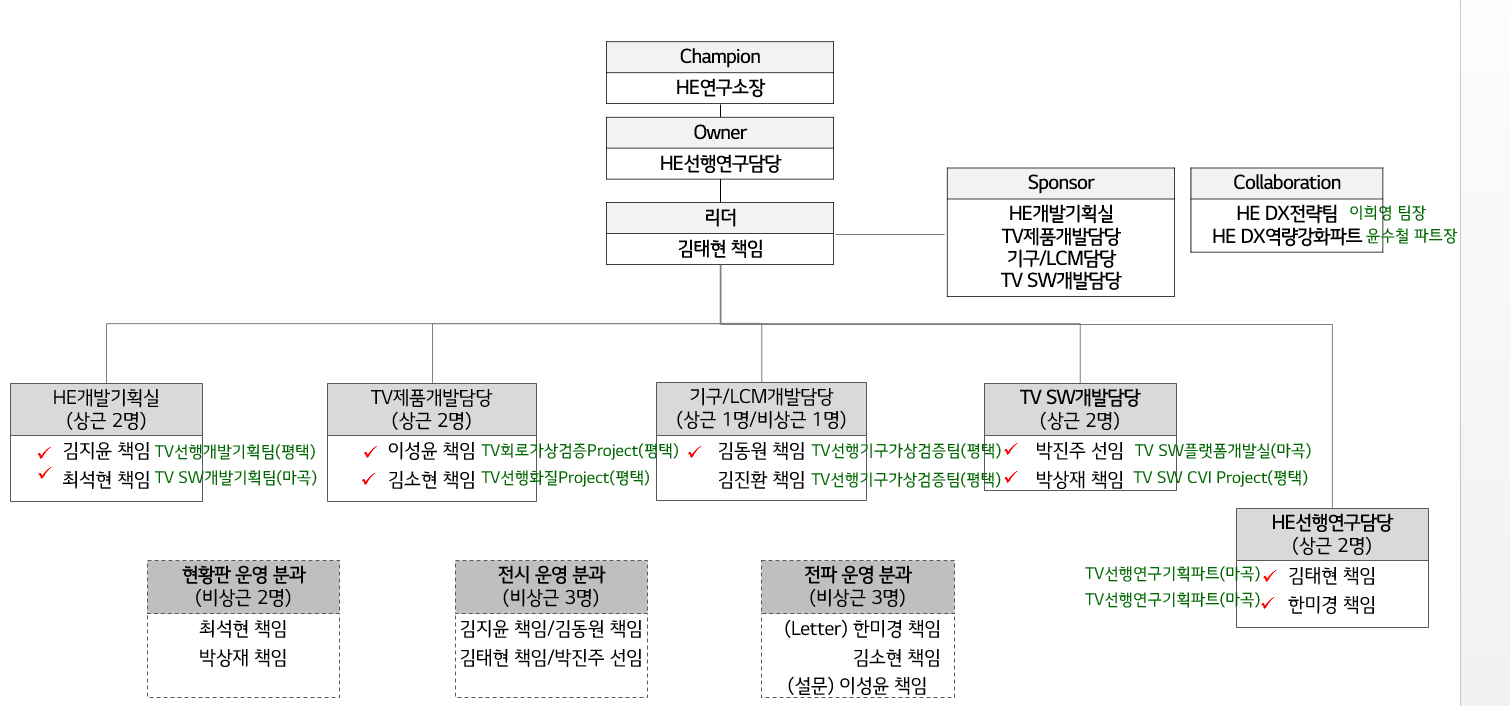 Champion
HE연구소장
Owner
HE선행연구담당
리더
김태현 책임
Sponsor
HE개발기획실
TV제품개발담당
기구/LCM담당
TV SW개발담당
Collaboration
HE DX전략팀 이희영 팀장
HE DX역량강화파트 윤수철 파트장
HE개발기획실
(상근 2명)
김지윤 책임 TV선행개발기획팀(평택)
최석현 책임 TV SW개발기획팀(마곡)
TV제품개발담당
(상근 2명)
이성윤 책임 TV회로가상검증Project(평택)
김소현 책임 TV선행화질Project(평택)
기구/LCM개발담당
(상근 1명/비상근 1명)
김동원 책임 TV선행기구가상검증팀(평택)
김진환 책임 TV선행기구가상검증팀(평택)
TV SW개발담당
(상근 2명)
박진주 선임 TV SW플랫폼개발실(마곡)
박상재 책임 TV SW CVI Project(평택)
HE선행연구담당
(상근 2명)
TV선행연구기획파트(마곡) 김태현 책임
TV선행연구기획파트(마곡) 한미경 책임
현황판 운영 분과
(비상근 2명)
최석현 책임
박상재 책임
전시 운영 분과
(비상근 3명)
김지윤 책임/김동원 책임
김태현 책임/박진주 선임
전파 운영 분과
(비상근 3명)
(Letter) 한미경 책임
김소현 책임
(설문) 이성윤 책임